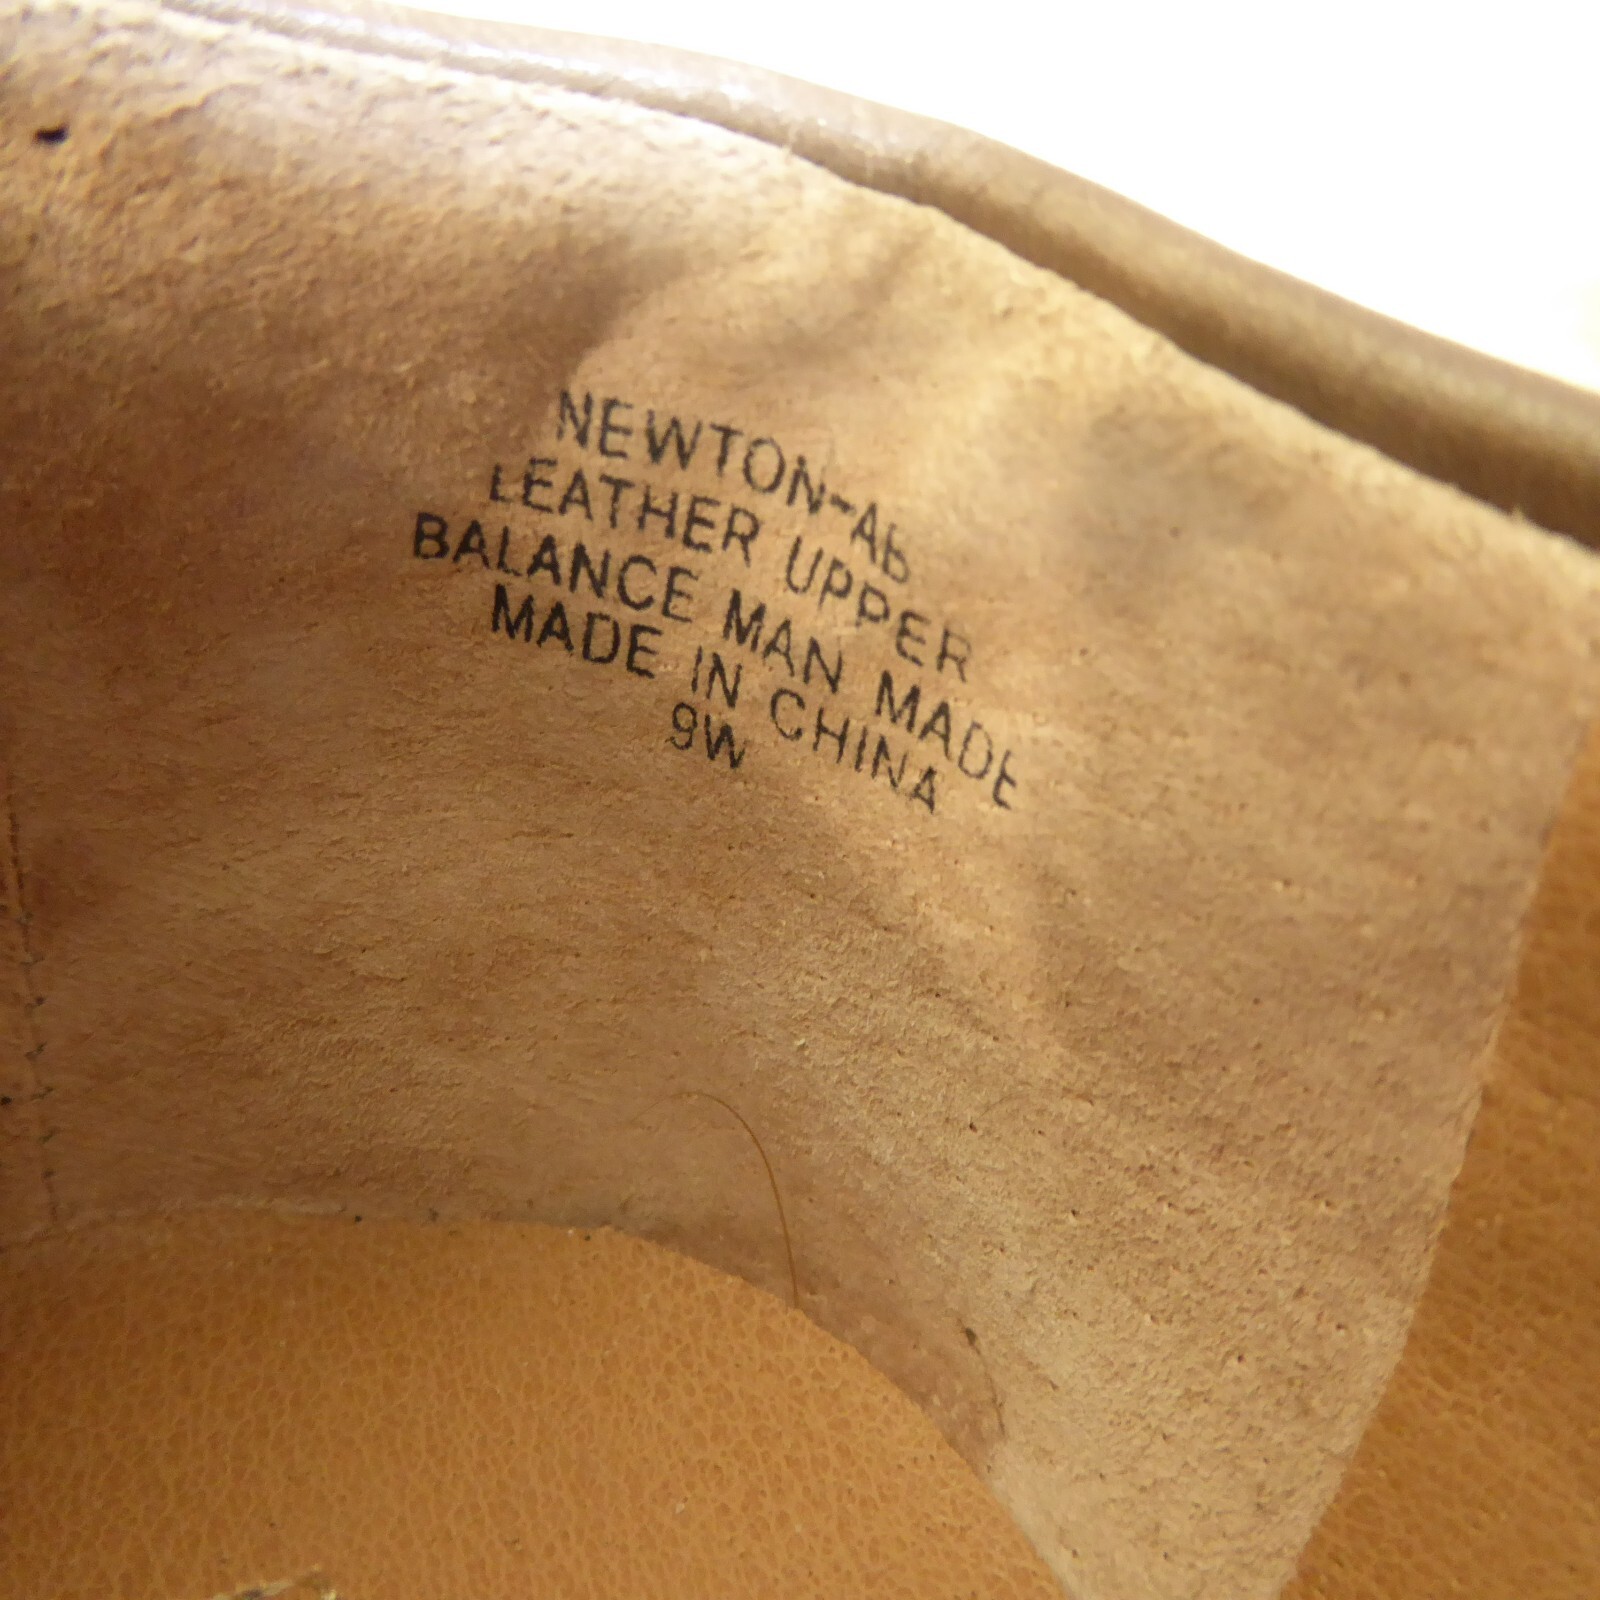 NEWTON-A6
LEATHER UPPER
BALANCE MAN MADE
MADE IN CHINA
9W